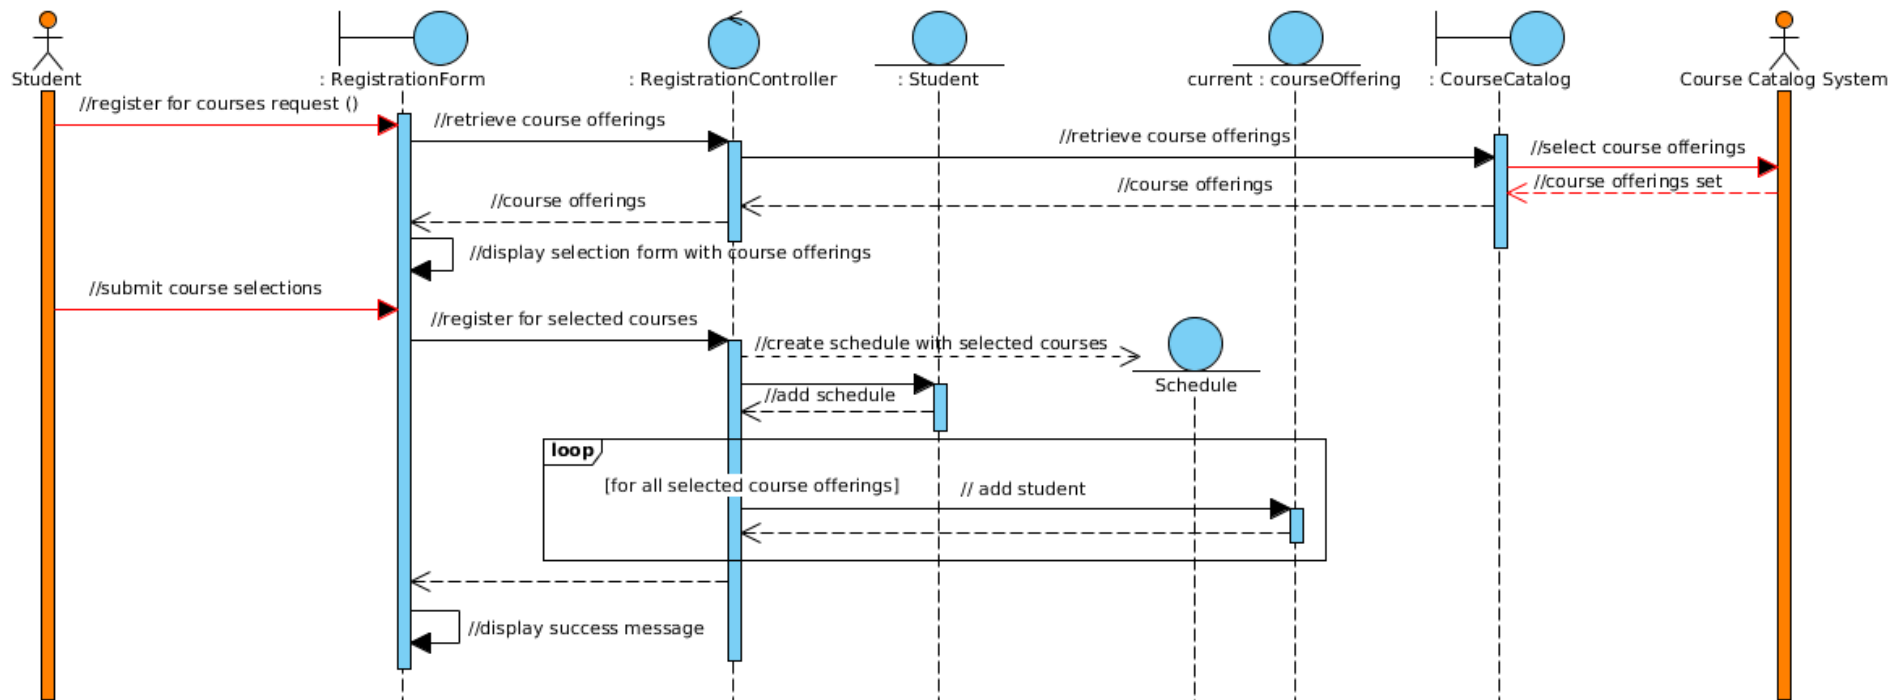 Student
: RegistrationForm
: RegistrationController
: Student
current : courseOffering
: CourseCatalog
Course Catalog System
//register for courses request ()
//retrieve course offerings
//retrieve course offerings
//select course offerings
//course offerings set
//course offerings
//course offerings
//display selection form with course offerings
//submit course selections
//register for selected courses
//create schedule with selected courses
Schedule
//add schedule
loop
[for all selected course offerings]
// add student
//display success message